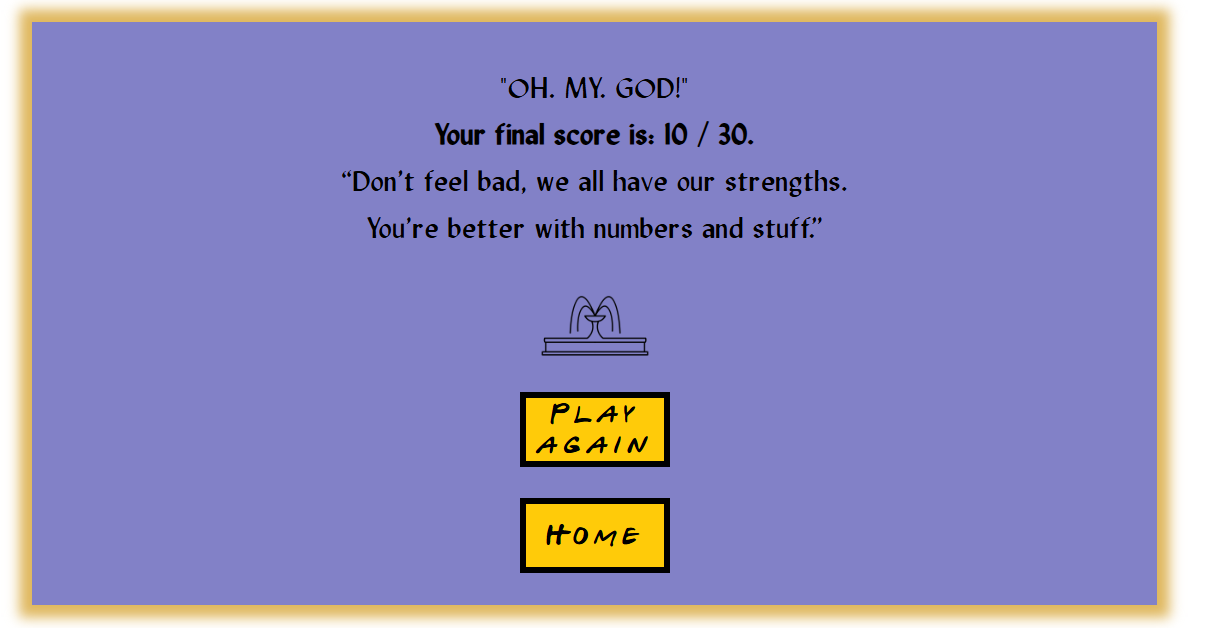 "OH. MY. GOD!"
Your final score is: 10 / 30.
“Don’t feel bad, we all have our strengths.
You’re better with numbers and stuff.”
PLAY
AGAIN
HOME